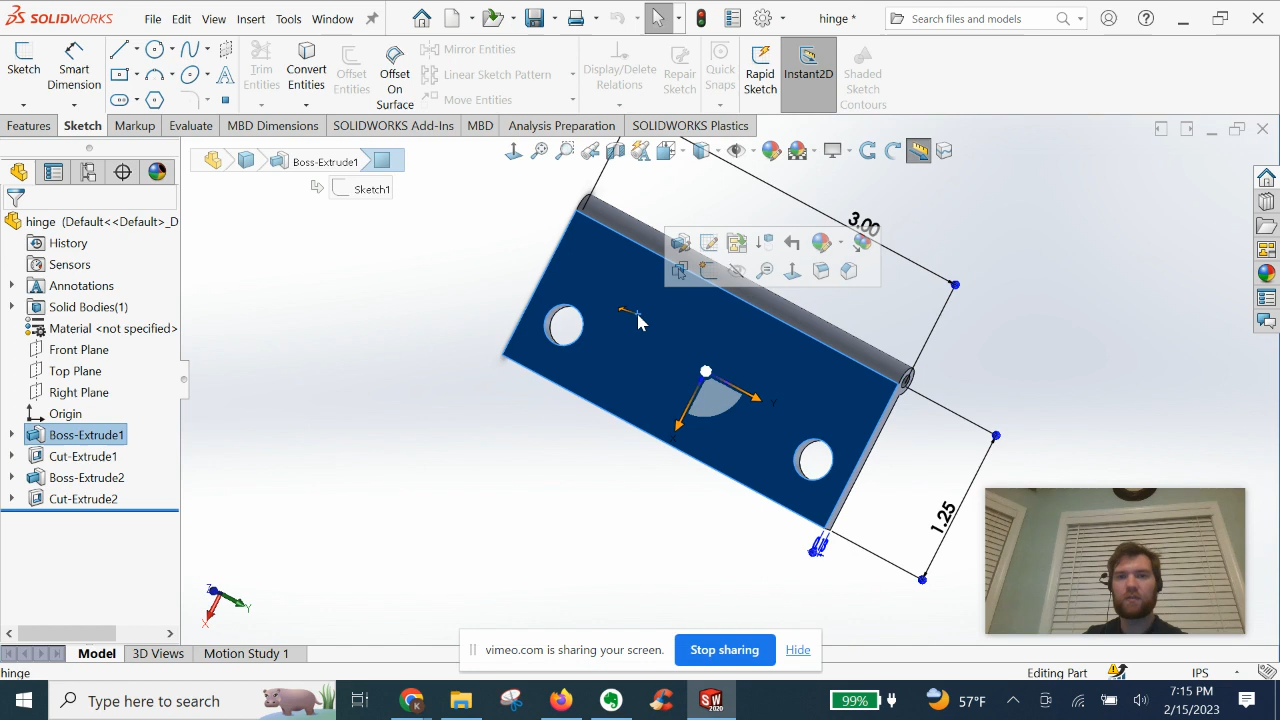 SOLIDWORKS File Edit View Insert Tools Window hinge * Search files and models
Sketch
Smart Dimension
Trim Entities
Convert Entities
Offset Entities
Offset On Surface
Mirror Entities
Linear Sketch Pattern
Move Entities
Display/Delete Relations
Repair Sketch
Quick Snaps
Rapid Sketch
Instant2D
Shaded Sketch Contours
Features Sketch Markup Evaluate MBD Dimensions SOLIDWORKS Add-Ins MBD Analysis Preparation SOLIDWORKS Plastics
Boss-Extrude1
Sketch1
hinge (Default<<Default>_D
History
Sensors
Annotations
Solid Bodies(1)
Material <not specified>
Front Plane
Top Plane
Right Plane
Origin
Boss-Extrude1
Cut-Extrude1
Boss-Extrude2
Cut-Extrude2
3.00
1.25
Y
X
Z
Y
X
vimeo.com is sharing your screen. Stop sharing Hide
Model 3D Views Motion Study 1
hinge Editing Part IPS
Type here to search 99% 57°F 7:15 PM
2/15/2023
SW
2020